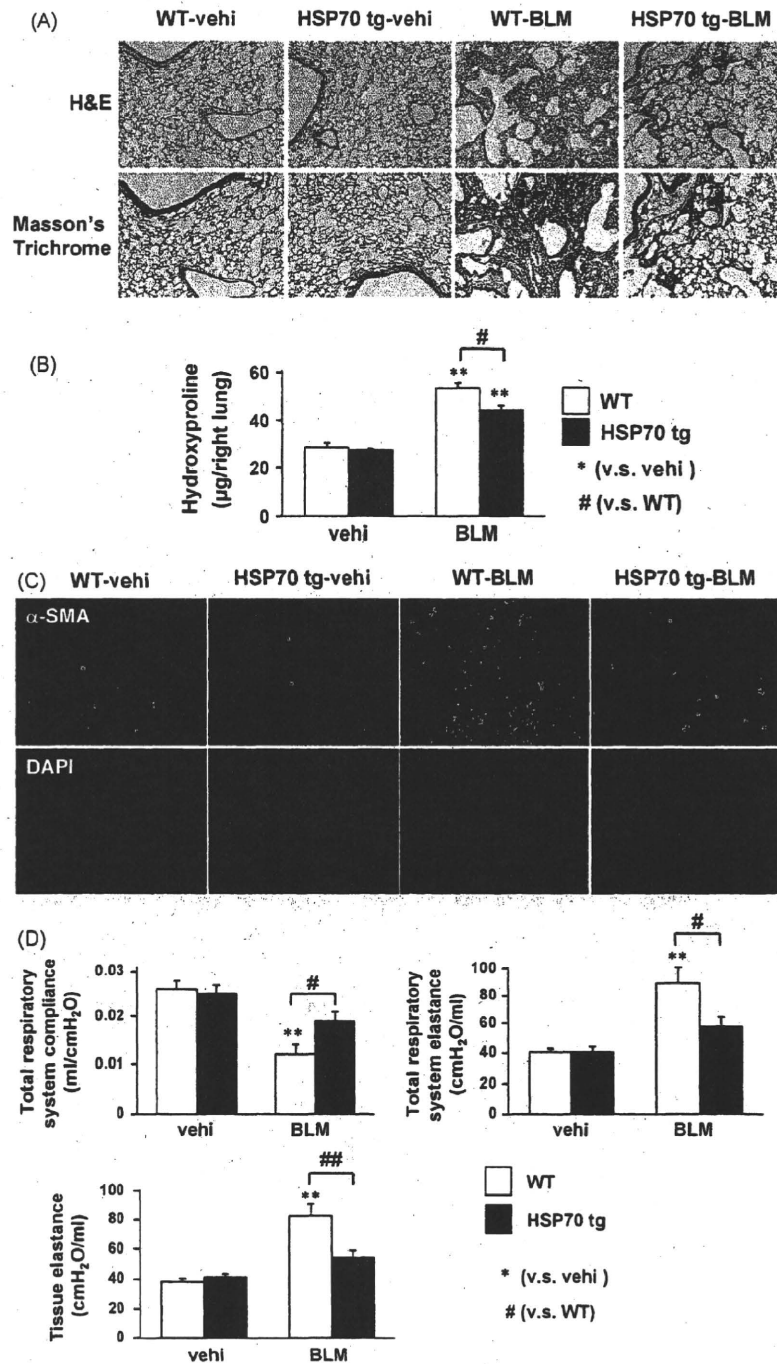 (A)
WT-vehi HSP70 tg-vehi WT-BLM HSP70 tg-BLM
H&E
Masson's
Trichrome
(B)
Hydroxyproline
(µg/right lung)
60
40
20
0
#
**
**
vehi BLM
WT
HSP70 tg
* (v.s. vehi )
# (v.s. WT)
(C)
WT-vehi HSP70 tg-vehi WT-BLM HSP70 tg-BLM
α-SMA
DAPI
(D)
Total respiratory
system compliance
(ml/cmH₂O)
0.03
0.02
0.01
0
#
**
vehi BLM
Total respiratory
system elastance
(cmH₂O/ml)
100
80
60
40
20
0
#
**
vehi BLM
Tissue elastance
(cmH₂O/ml)
100
80
60
40
20
0
##
**
vehi BLM
WT
HSP70 tg
* (v.s. vehi )
# (v.s. WT)